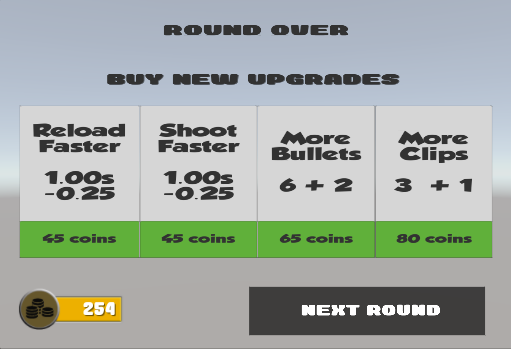 ROUND OVER
BUY NEW UPGRADES
Reload
Faster
1.00s
-0.25
45 coins
Shoot
Faster
1.00s
-0.25
45 coins
More
Bullets
6 + 2
65 coins
More
Clips
3 + 1
80 coins
254
NEXT ROUND